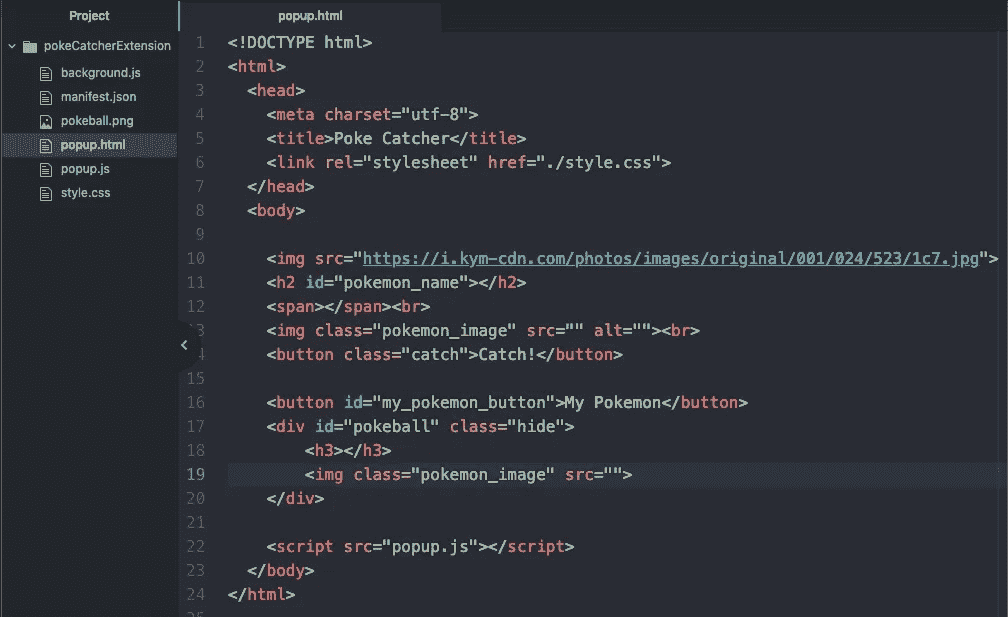 Project
pokeCatcherExtension
background.js
manifest.json
pokeball.png
popup.html
popup.js
style.css
popup.html
1 <!DOCTYPE html>
2 <html>
3 <head>
4 <meta charset="utf-8">
5 <title>Poke Catcher</title>
6 <link rel="stylesheet" href="./style.css">
7 </head>
8 <body>
9
10 <img src="https://i.kym-cdn.com/photos/images/original/001/024/523/1c7.jpg">
11 <h2 id="pokemon_name"></h2>
12 <span></span><br>
3 <img class="pokemon_image" src="" alt=""><br>
4 <button class="catch">Catch!</button>
15
16 <button id="my_pokemon_button">My Pokemon</button>
17 <div id="pokeball" class="hide">
18 <h3></h3>
19 <img class="pokemon_image" src="">
20 </div>
21
22 <script src="popup.js"></script>
23 </body>
24 </html>
25